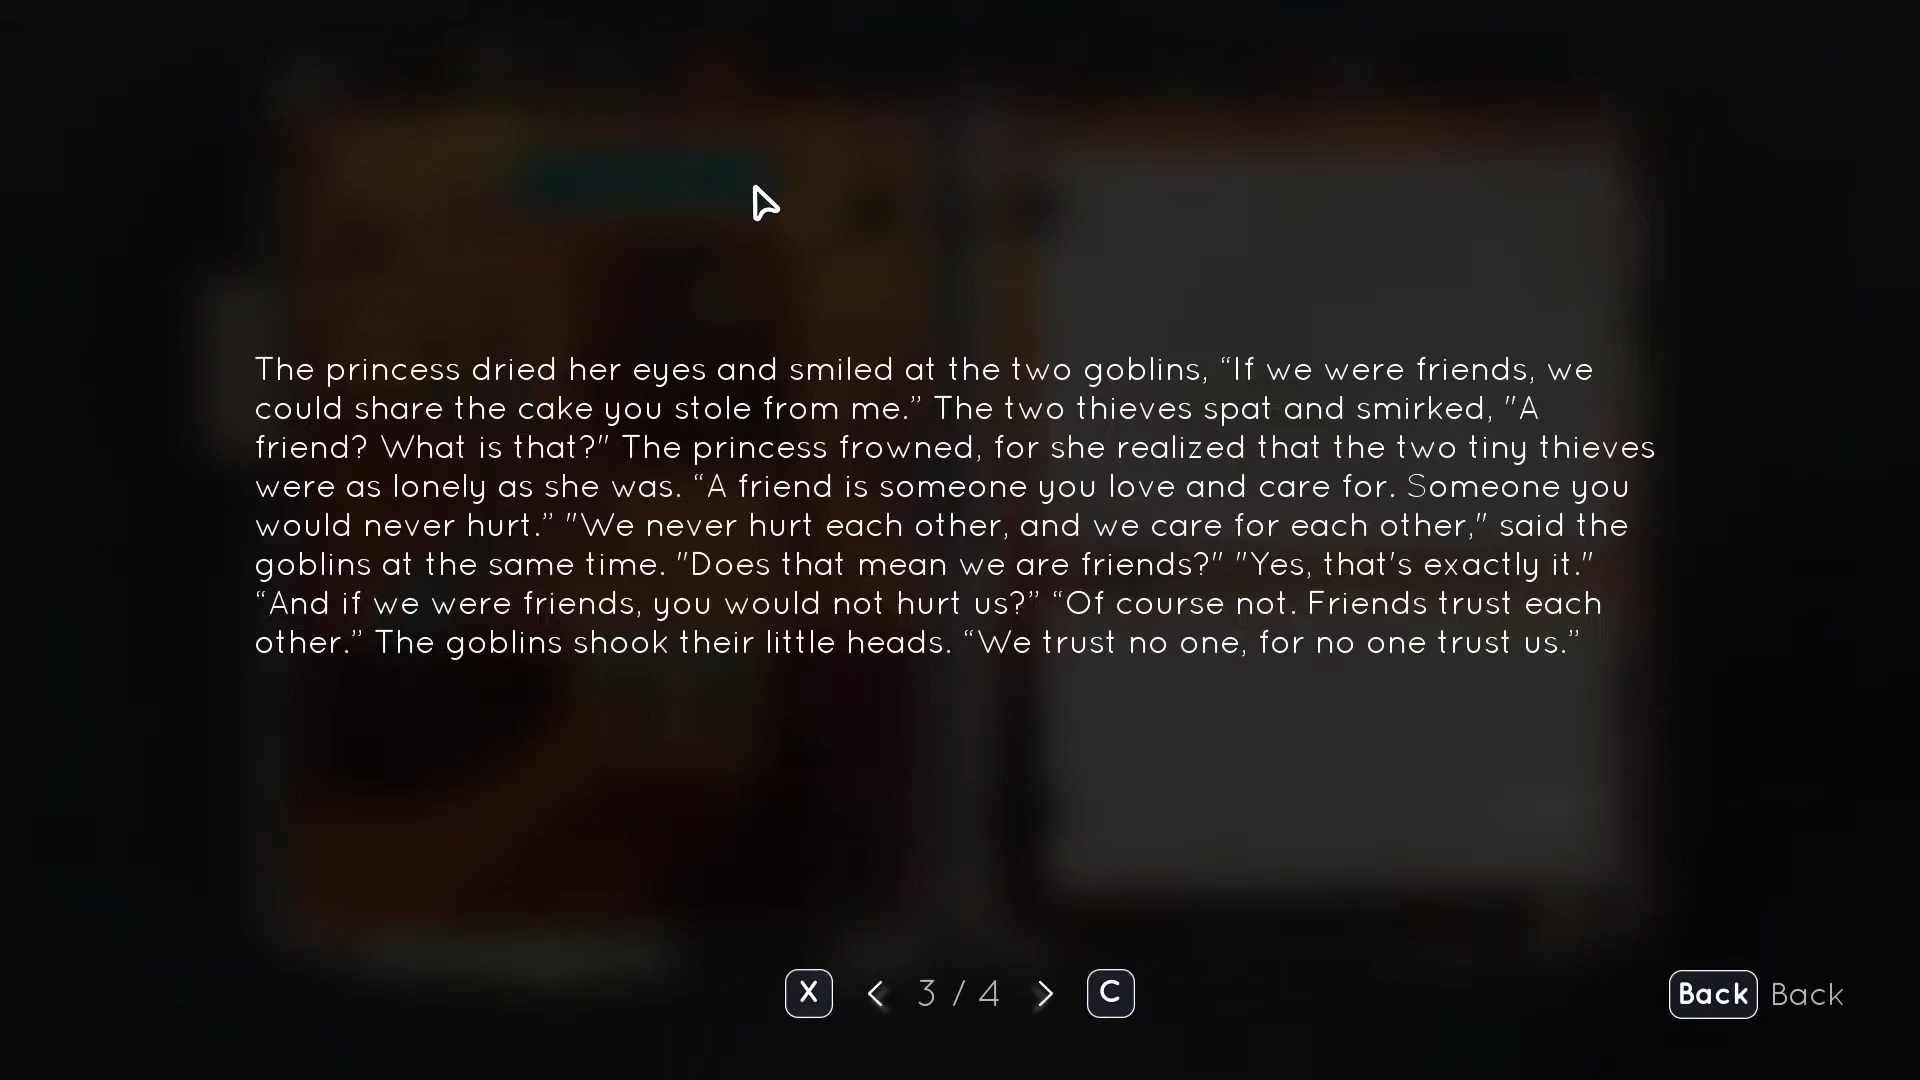 The princess dried her eyes and smiled at the two goblins, “If we were friends, we
could share the cake you stole from me.” The two thieves spat and smirked, "A
friend? What is that?" The princess frowned, for she realized that the two tiny thieves
were as lonely as she was. “A friend is someone you love and care for. Someone you
would never hurt.” "We never hurt each other, and we care for each other," said the
goblins at the same time. "Does that mean we are friends?" "Yes, that's exactly it."
“And if we were friends, you would not hurt us?” “Of course not. Friends trust each
other.” The goblins shook their little heads. “We trust no one, for no one trust us.”
X < 3 / 4 > C
Back Back